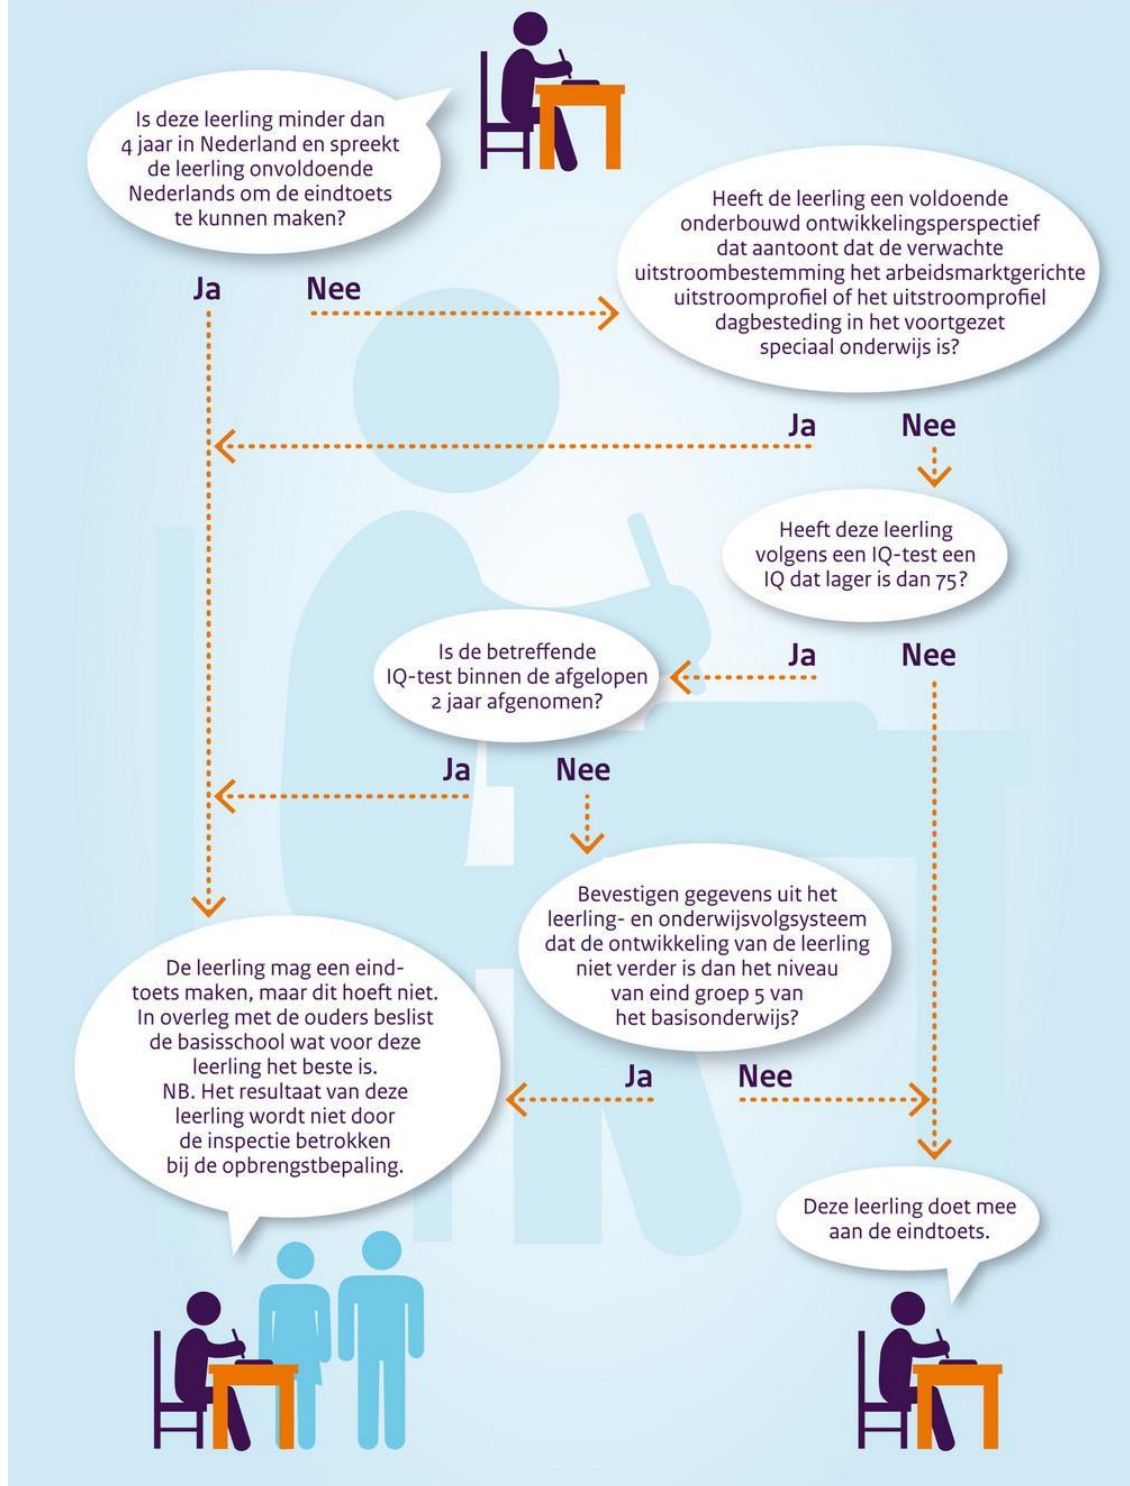 Is deze leerling minder dan
4 jaar in Nederland en spreekt
de leerling onvoldoende
Nederlands om de eindtoets
te kunnen maken?
Ja Nee
Heeft de leerling een voldoende
onderbouwd ontwikkelingsperspectief
dat aantoont dat de verwachte
uitstroombestemming het arbeidsmarktgerichte
uitstroomprofiel of het uitstroomprofiel
dagbesteding in het voortgezet
speciaal onderwijs is?
Ja Nee
Heeft deze leerling
volgens een IQ-test een
IQ dat lager is dan 75?
Ja Nee
Is de betreffende
IQ-test binnen de afgelopen
2 jaar afgenomen?
Ja Nee
Bevestigen gegevens uit het
leerling- en onderwijsvolgsysteem
dat de ontwikkeling van de leerling
niet verder is dan het niveau
van eind groep 5 van
het basisonderwijs?
Ja Nee
De leerling mag een eind-
toets maken, maar dit hoeft niet.
In overleg met de ouders beslist
de basisschool wat voor deze
leerling het beste is.
NB. Het resultaat van deze
leerling wordt niet door
de inspectie betrokken
bij de opbrengstbepaling.
Deze leerling doet mee
aan de eindtoets.